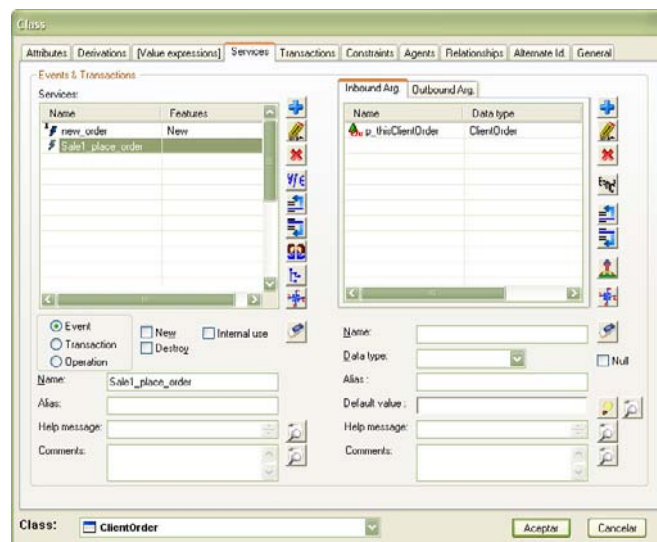 Class
Attributes Derivations [Value expressions] Services Transactions Constraints Agents Relationships Alternate Id. General
Events & Transactions
Services:
Name Features
new_order New
Sale1_place_order
Inbound Arg. Outbound Arg.
Name Data type
p_thisClientOrder ClientOrder
Event
Transaction
Operation
New
Destroy
Internal use
Name: Sale1_place_order
Alias:
Help message:
Comments:
Name:
Data type:
Null
Alias :
Default value :
Help message:
Comments:
Class: ClientOrder
Aceptar Cancelar